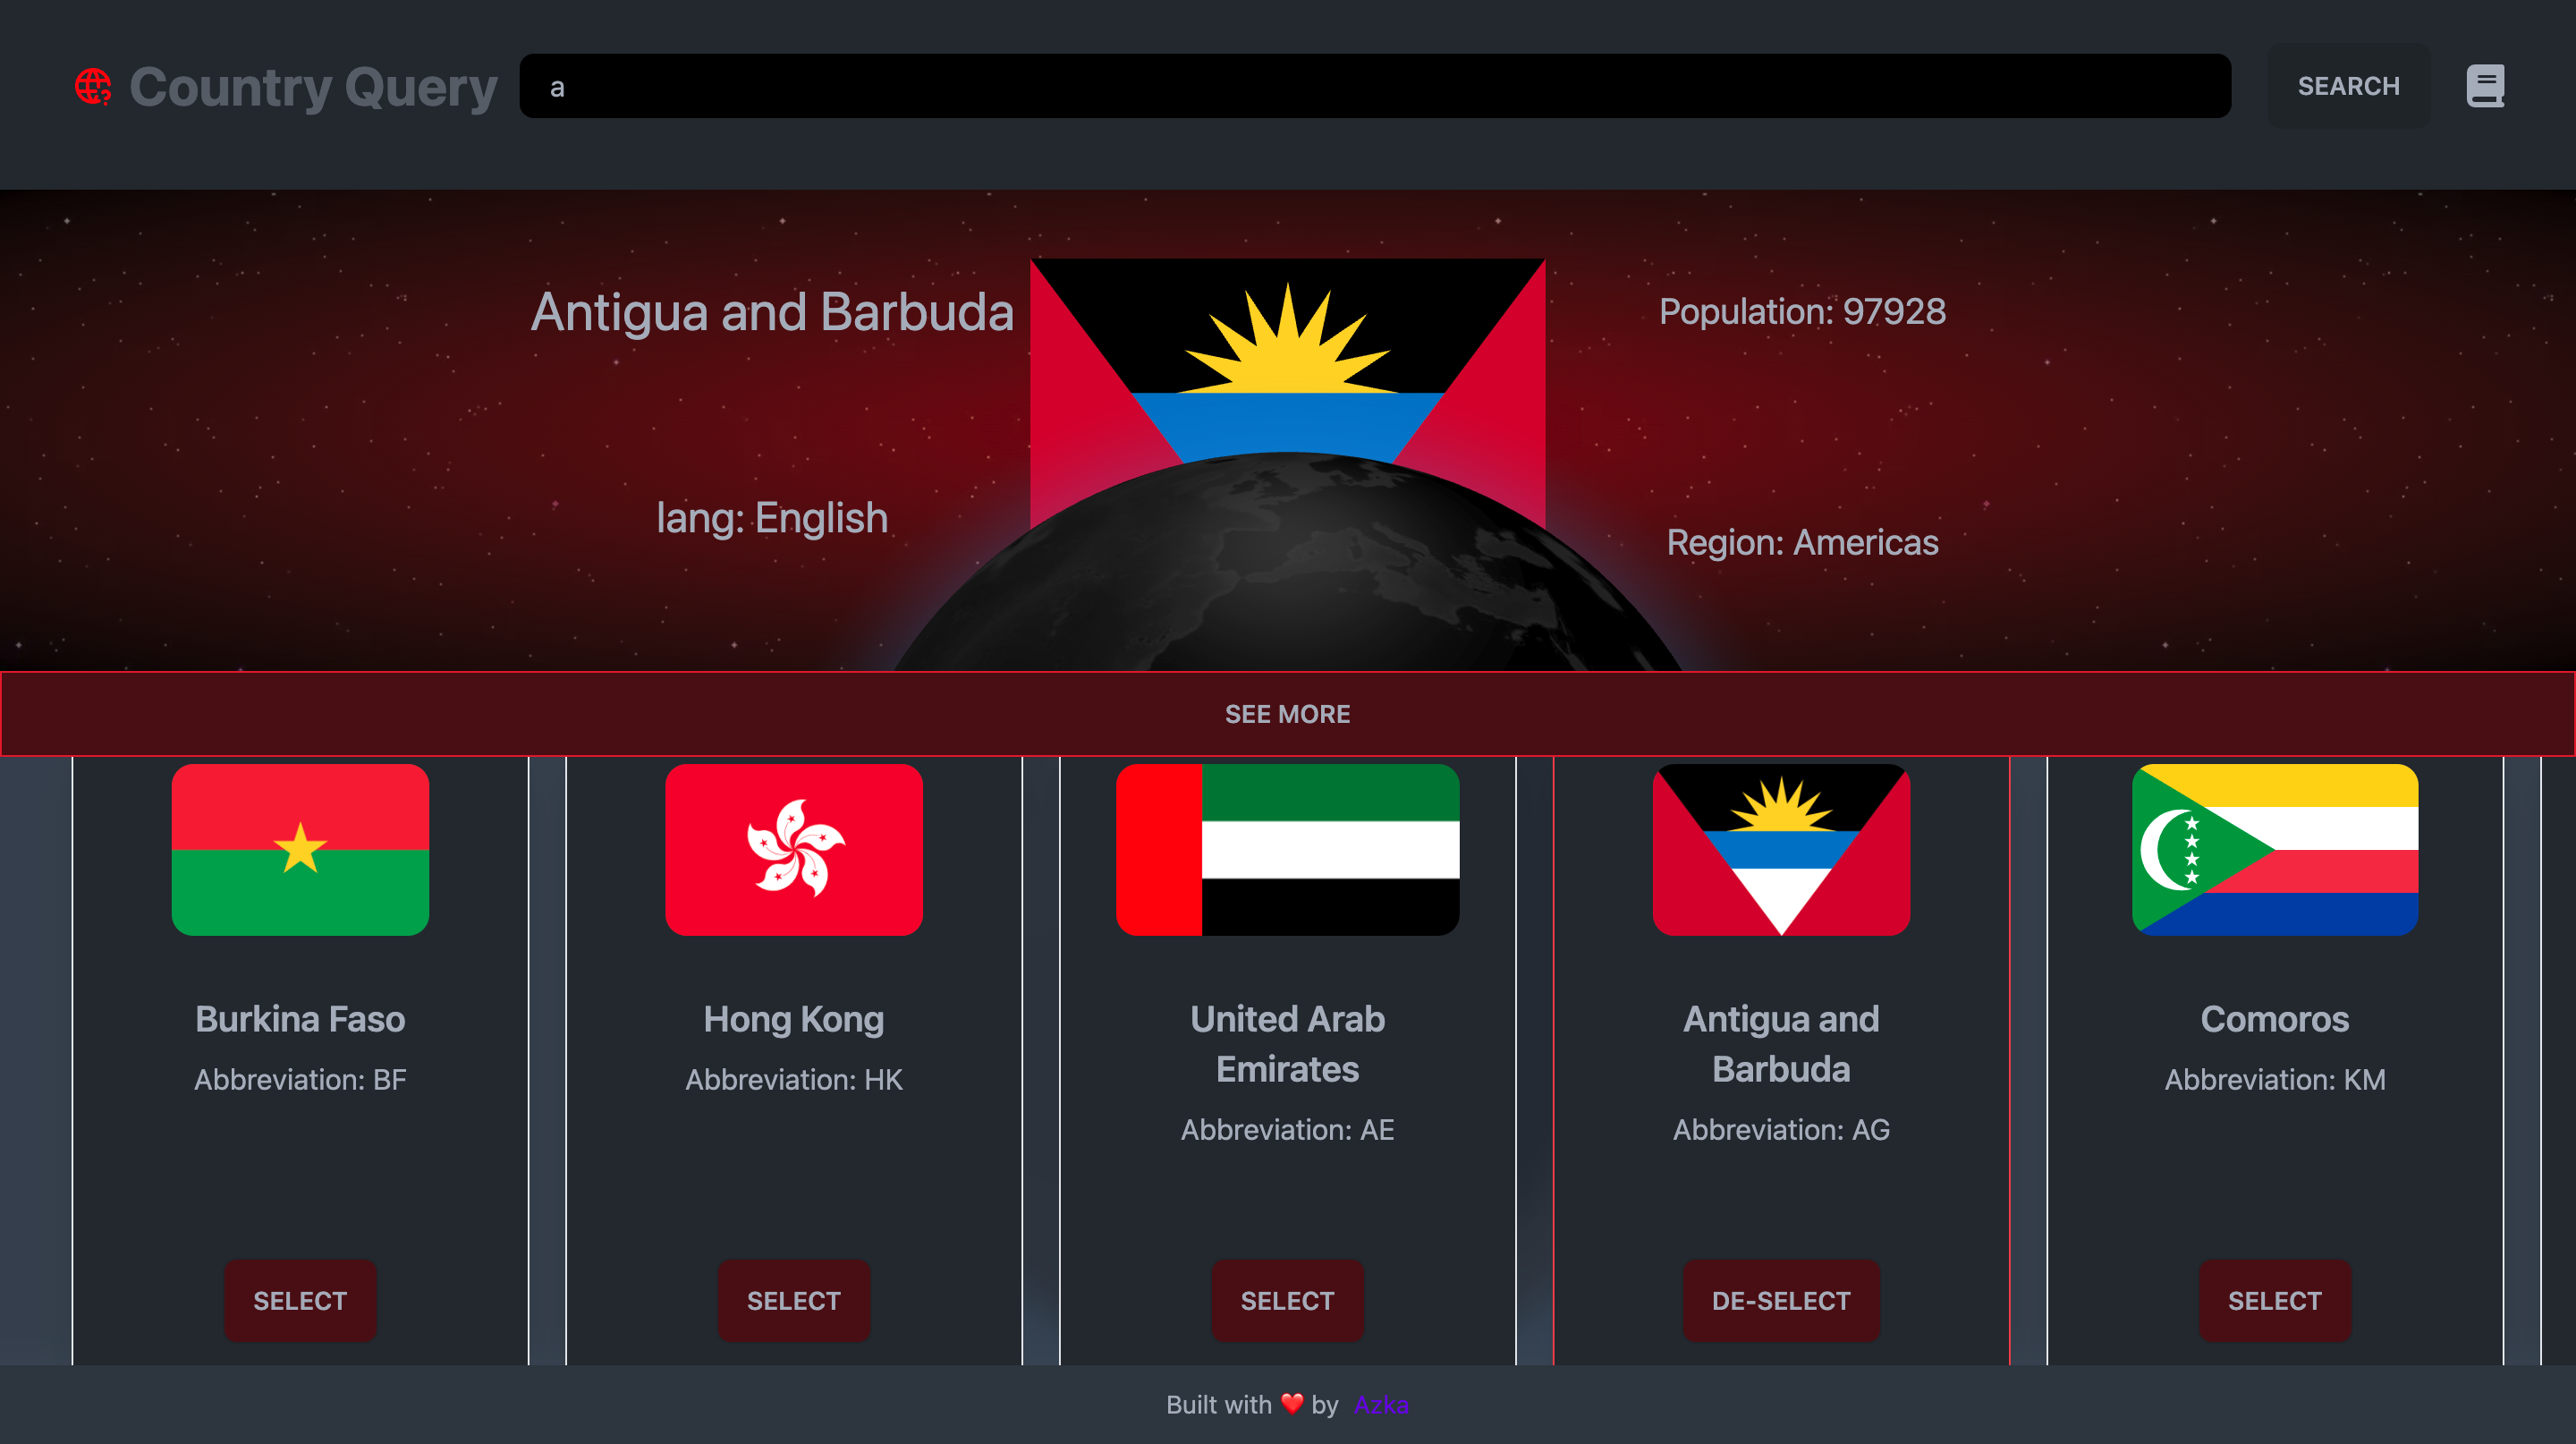 Country Query
a
SEARCH
Antigua and Barbuda
Population: 97928
lang: English
Region: Americas
SEE MORE
Burkina Faso
Abbreviation: BF
SELECT
Hong Kong
Abbreviation: HK
SELECT
United Arab
Emirates
Abbreviation: AE
SELECT
Antigua and
Barbuda
Abbreviation: AG
DE-SELECT
Comoros
Abbreviation: KM
SELECT
Built with ❤️ by Azka